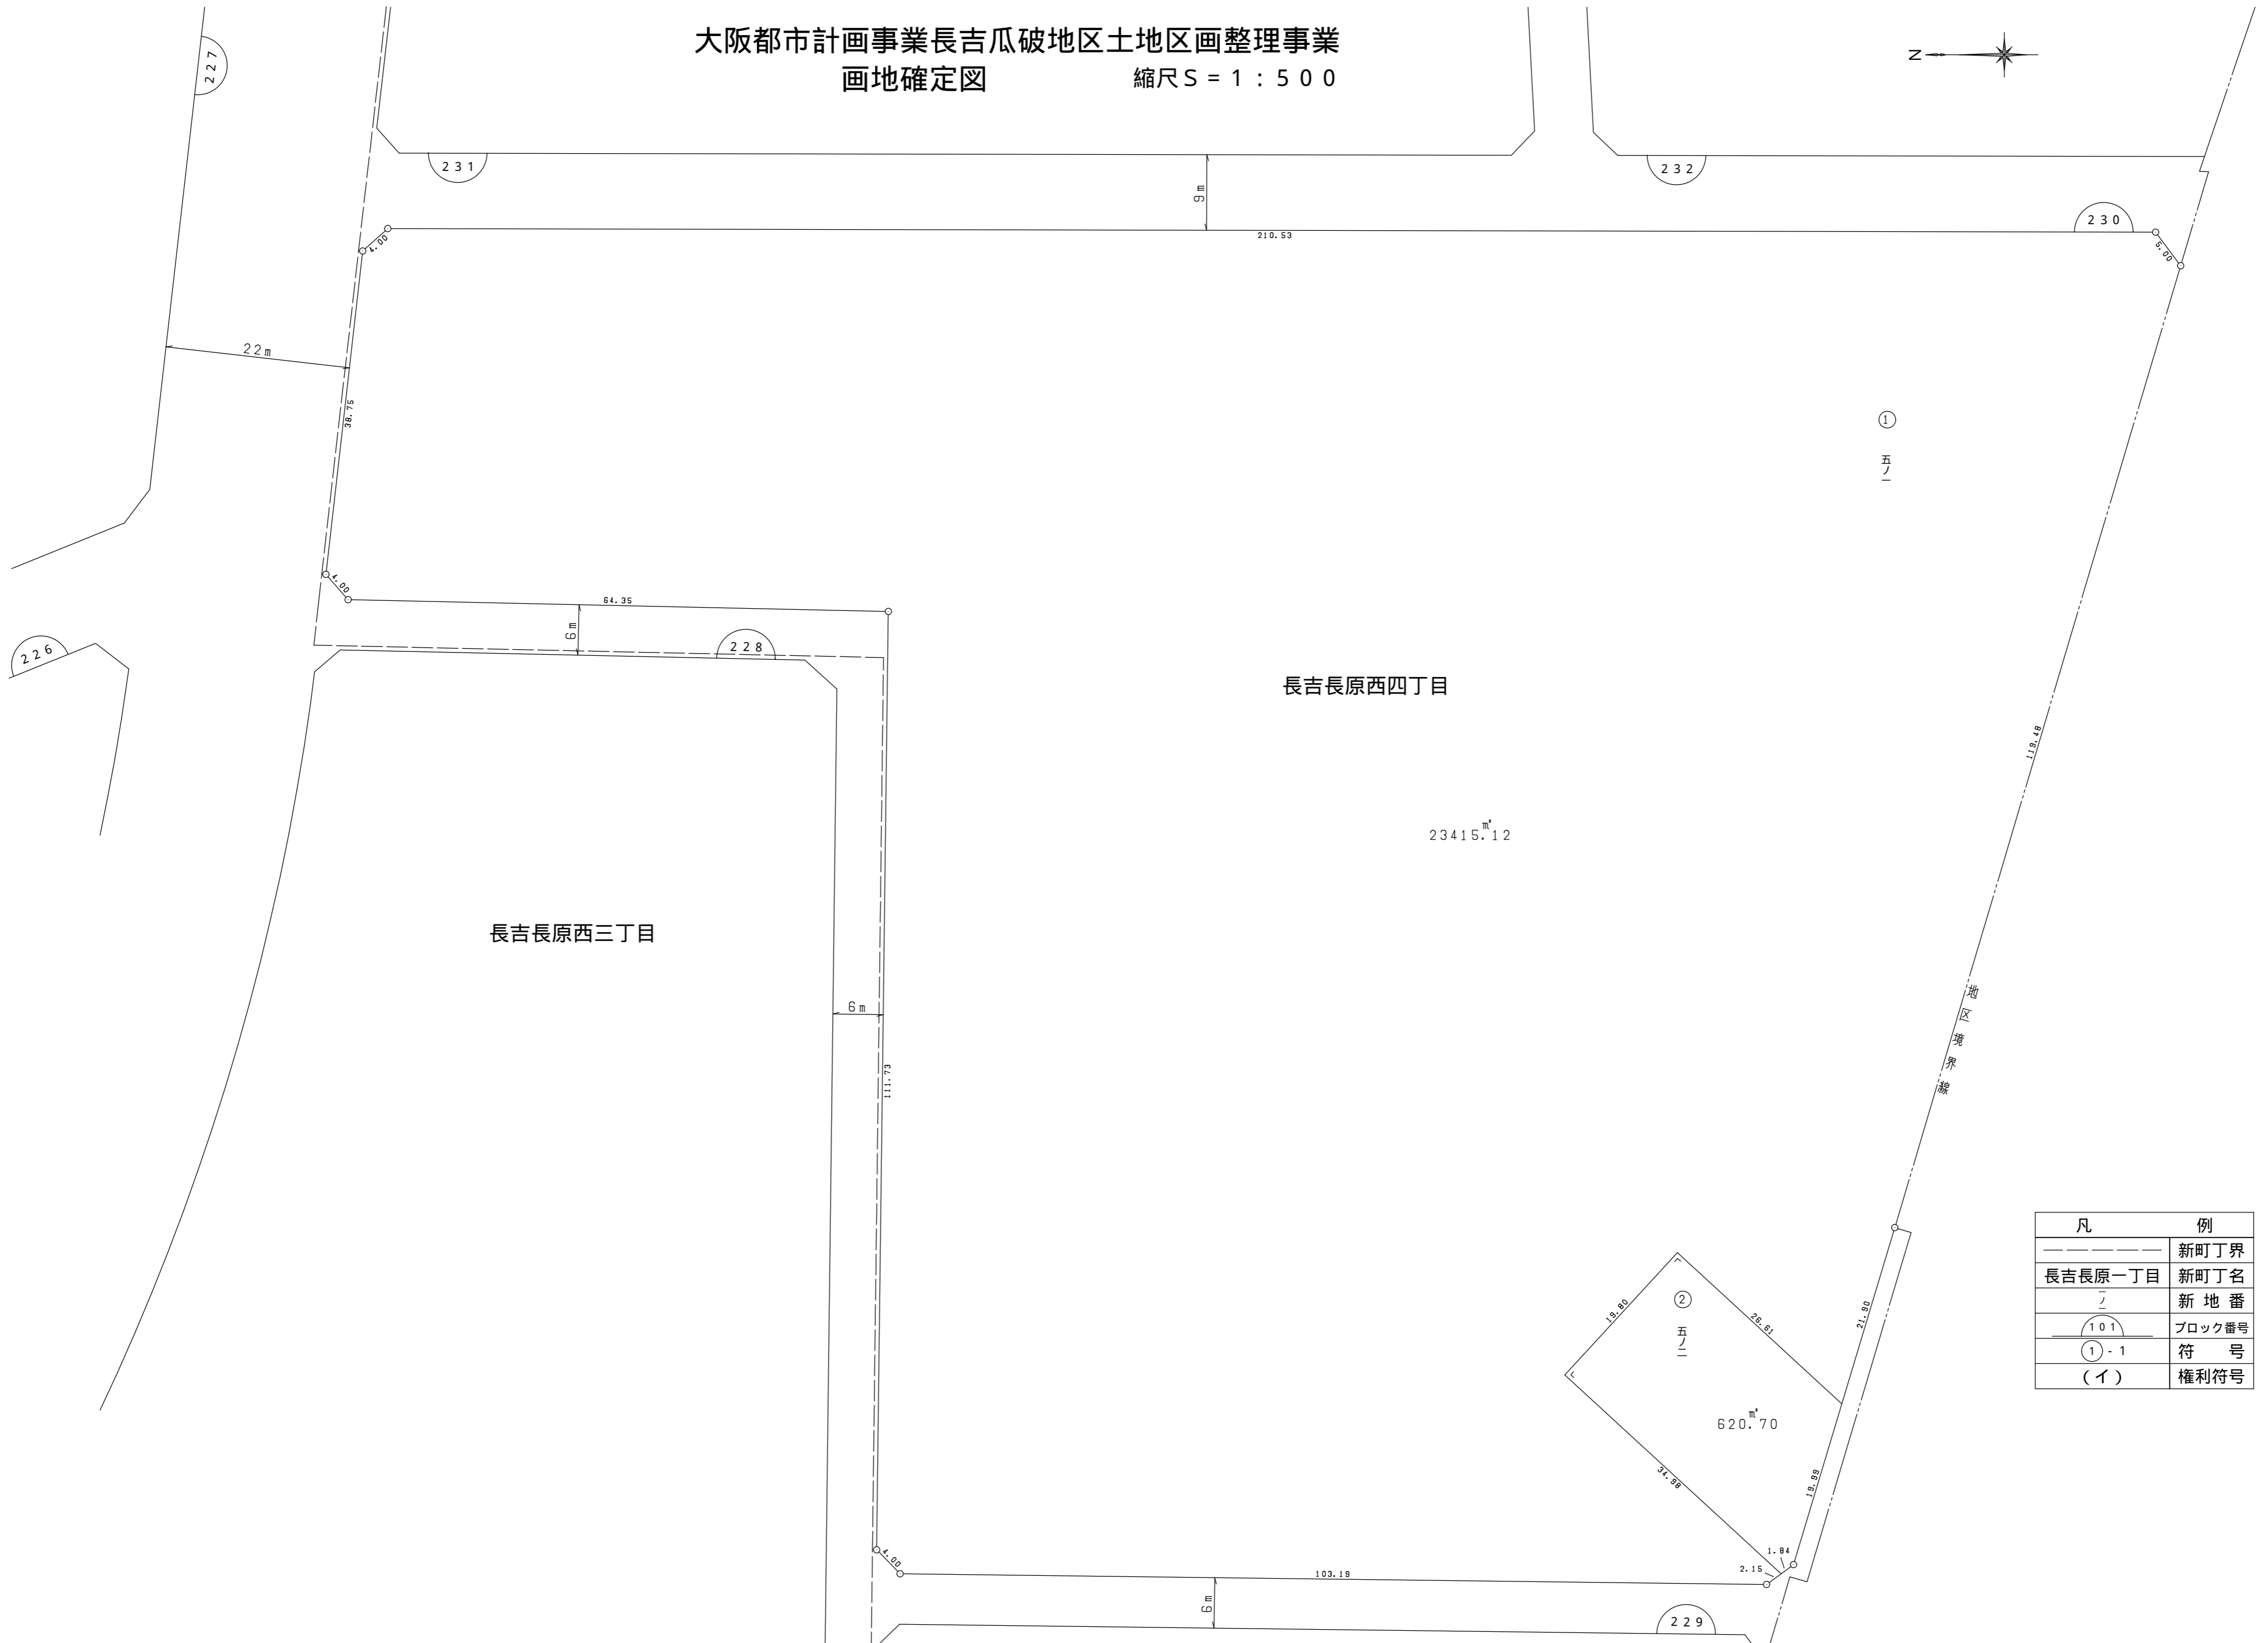 大阪都市計画事業長吉瓜破地区土地区画整理事業
画地確定図 縮尺S=1:500
N
227
231
232
9m
230
4.00
210.53
5.00
22m
38.75
①
五ノ一
4.00
64.35
6m
228
226
長吉長原西四丁目
119.48
23415.12㎡
長吉長原西三丁目
6m
地区境界線
111.73
19.80
②
五ノ二
26.61
21.90
620.70㎡
34.98
19.99
4.00
103.19
2.15
1.84
6m
229
凡 例
新町丁界
長吉長原一丁目 新町丁名
一ノ一 新地番
101 ブロック番号
①-1 符 号
(イ) 権利符号